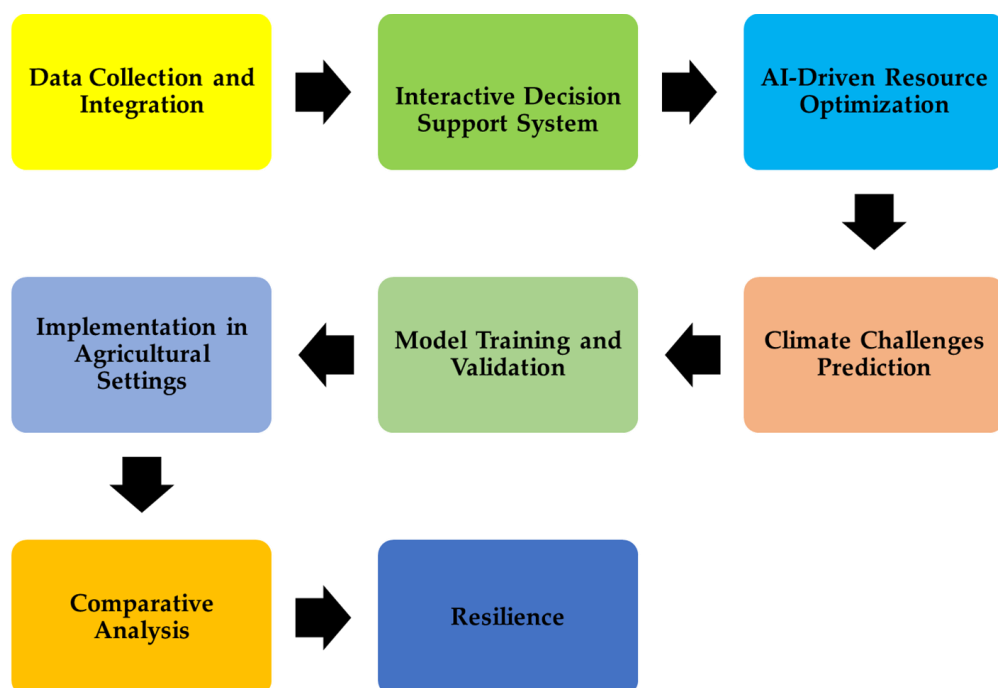 Data Collection and
Integration
Interactive Decision
Support System
AI-Driven Resource
Optimization
Climate Challenges
Prediction
Model Training and
Validation
Implementation in
Agricultural
Settings
Comparative
Analysis
Resilience